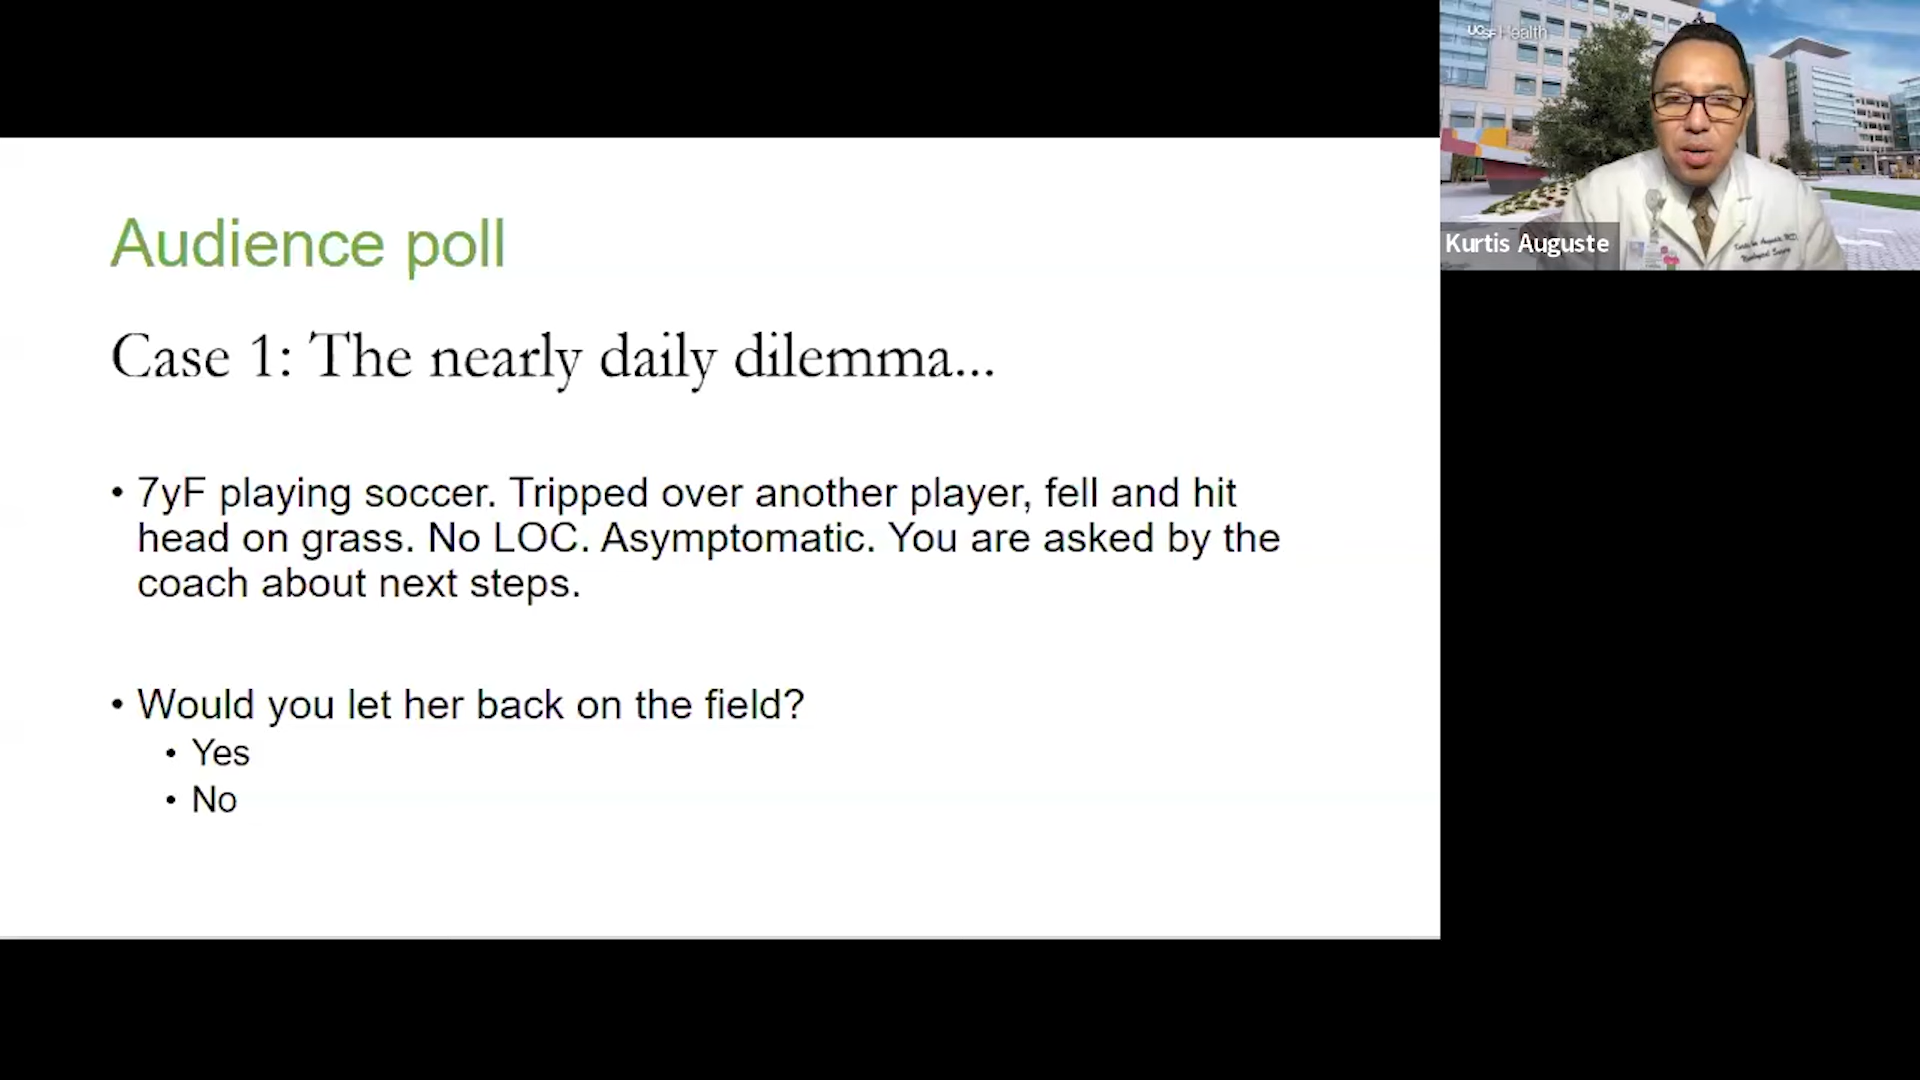 Audience poll
Case 1: The nearly daily dilemma...
• 7yF playing soccer. Tripped over another player, fell and hit
head on grass. No LOC. Asymptomatic. You are asked by the
coach about next steps.
• Would you let her back on the field?
• Yes
• No
UCSF Health
Kurtis Auguste